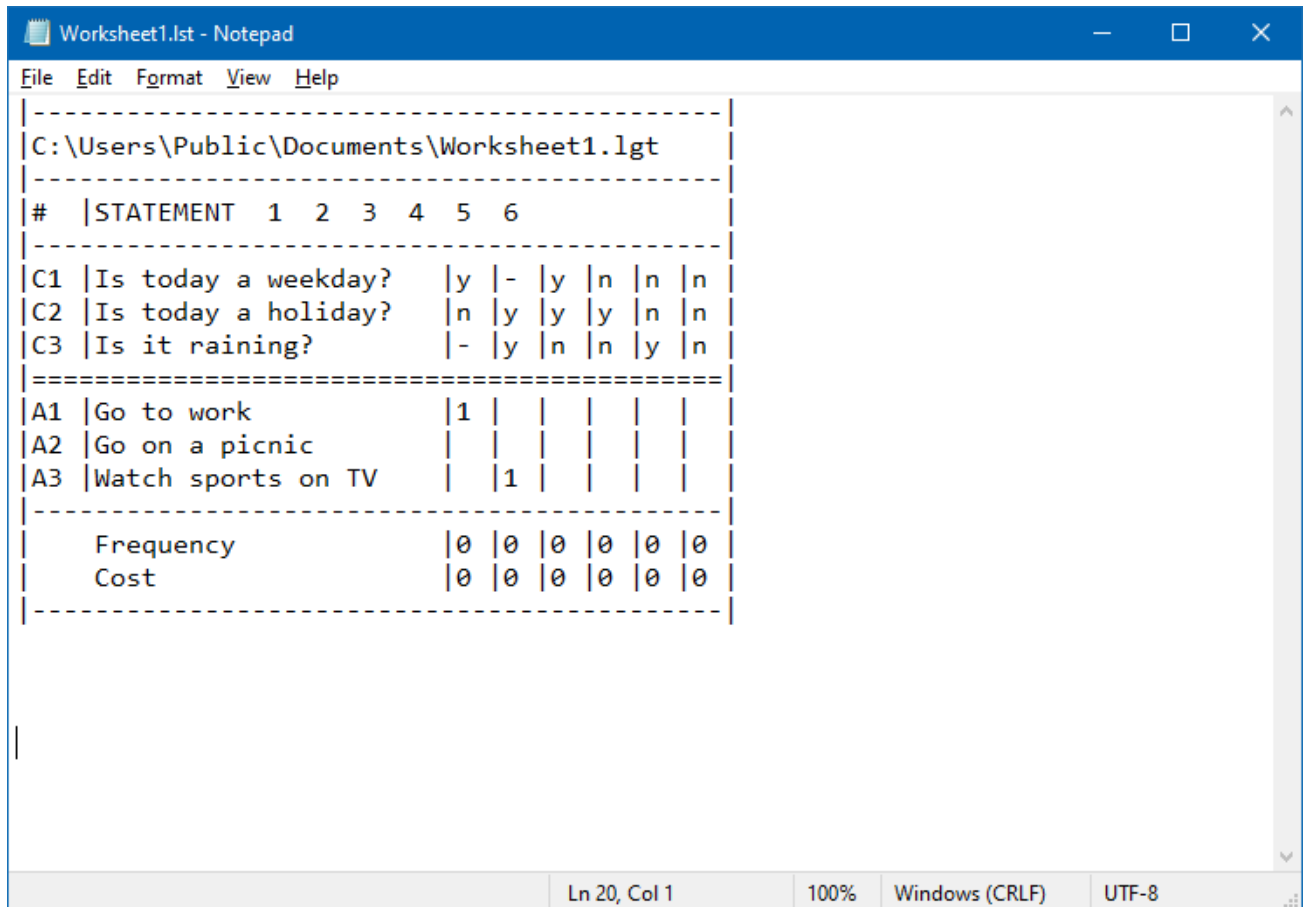 Worksheet1.lst - Notepad
File Edit Format View Help
|--------------------------------------------|
|C:\Users\Public\Documents\Worksheet1.lgt    |
|--------------------------------------------|
|#  |STATEMENT  1  2  3  4  5  6             |
|--------------------------------------------|
|C1 |Is today a weekday?   |y |- |y |n |n |n |
|C2 |Is today a holiday?   |n |y |y |y |n |n |
|C3 |Is it raining?        |- |y |n |n |y |n |
|============================================|
|A1 |Go to work            |1 |  |  |  |  |  |
|A2 |Go on a picnic        |  |  |  |  |  |  |
|A3 |Watch sports on TV    |  |1 |  |  |  |  |
|--------------------------------------------|
|    Frequency             |0 |0 |0 |0 |0 |0 |
|    Cost                  |0 |0 |0 |0 |0 |0 |
|--------------------------------------------|
Ln 20, Col 1 100% Windows (CRLF) UTF-8